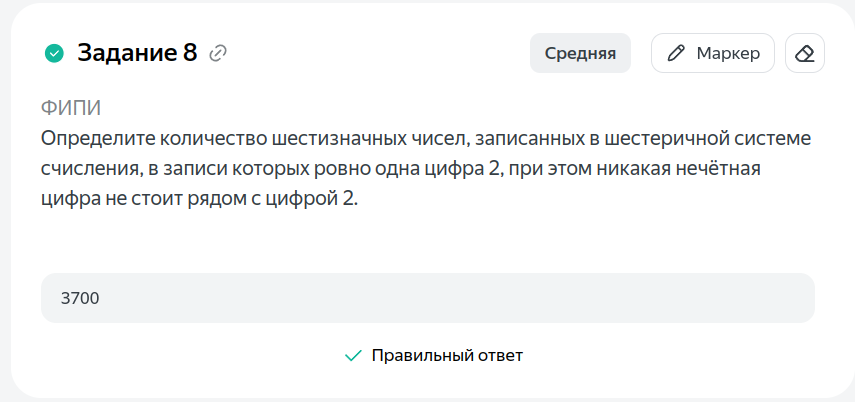 Задание 8
Средняя
Маркер
ФИПИ
Определите количество шестизначных чисел, записанных в шестеричной системе
счисления, в записи которых ровно одна цифра 2, при этом никакая нечётная
цифра не стоит рядом с цифрой 2.
3700
Правильный ответ